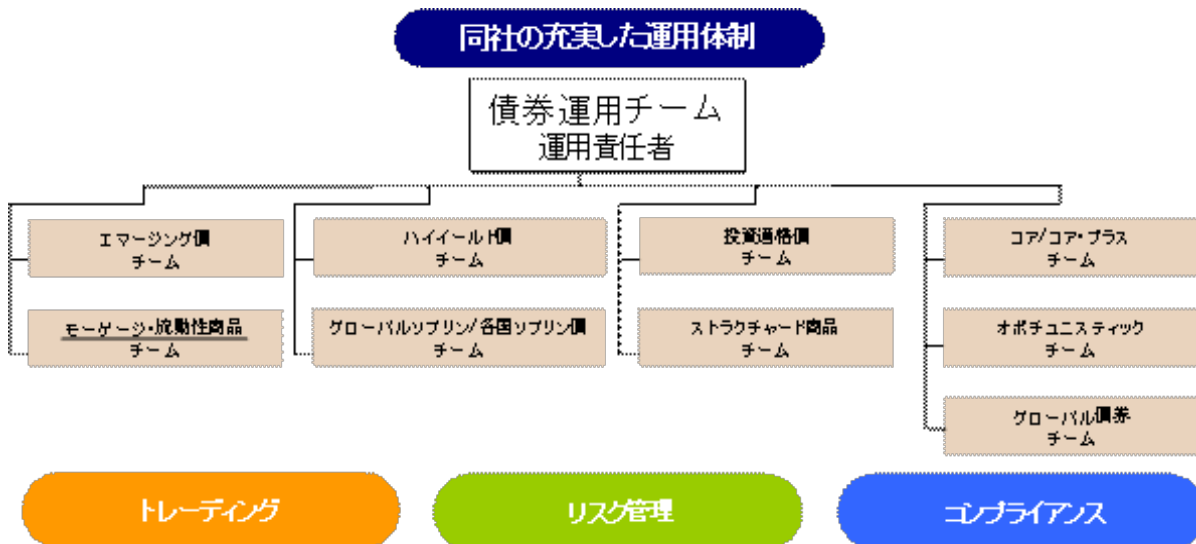 同社の充実した運用体制
債券運用チーム
運用責任者
エマージング債
チーム
ハイイールド債
チーム
投資適格債
チーム
コア/コア・プラス
チーム
モーゲージ・流動性商品
チーム
グローバルソブリン/各国ソブリン債
チーム
ストラクチャード商品
チーム
オポチュニスティック
チーム
グローバル債券
チーム
トレーディング
リスク管理
コンプライアンス